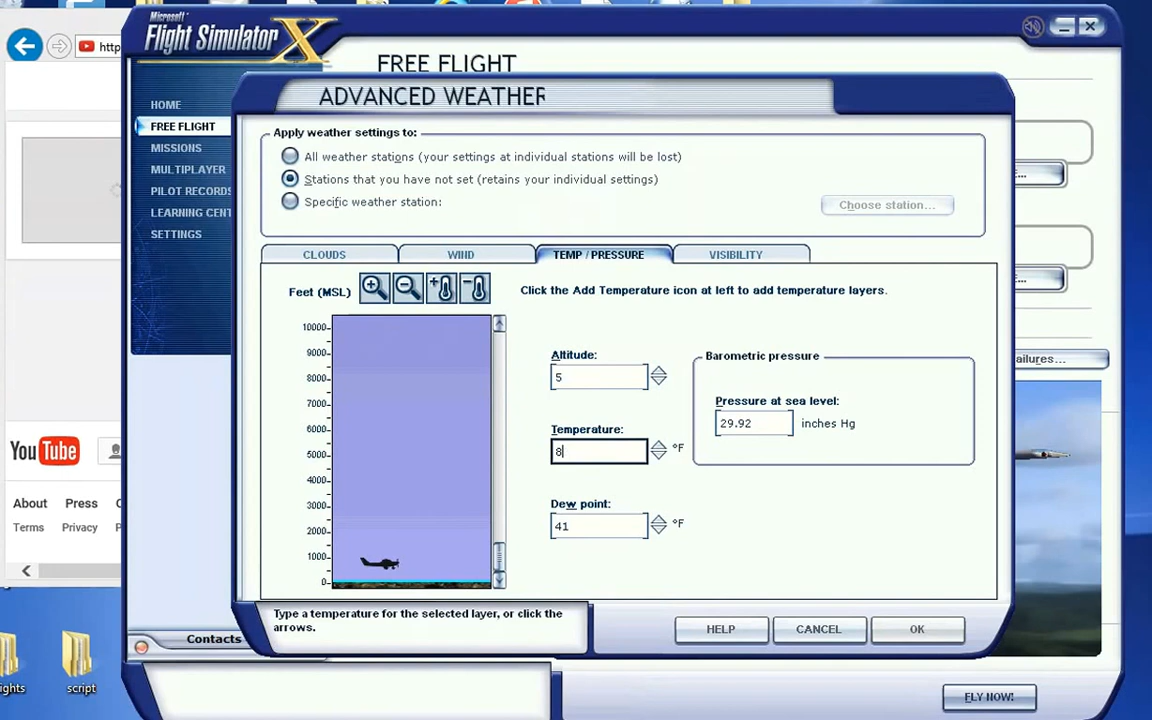 Microsoft
Flight Simulator X
http
FREE FLIGHT
ADVANCED WEATHER
HOME
FREE FLIGHT
MISSIONS
MULTIPLAYER
PILOT RECORDS
LEARNING CENT
SETTINGS
Apply weather settings to:
All weather stations (your settings at individual stations will be lost)
Stations that you have not set (retains your individual settings)
Specific weather station:
Choose station...
E...
E...
ailures...
CLOUDS
WIND
TEMP / PRESSURE
VISIBILITY
Feet (MSL)
Click the Add Temperature icon at left to add temperature layers.
10000
9000
8000
7000
6000
5000
4000
3000
2000
1000
0
Altitude:
5
Temperature:
8
°F
Dew point:
41
°F
Barometric pressure
Pressure at sea level:
29.92 inches Hg
YouTube
About Press C
Terms Privacy
Type a temperature for the selected layer, or click the
arrows.
HELP
CANCEL
OK
Contacts
ights
script
FLY NOW!